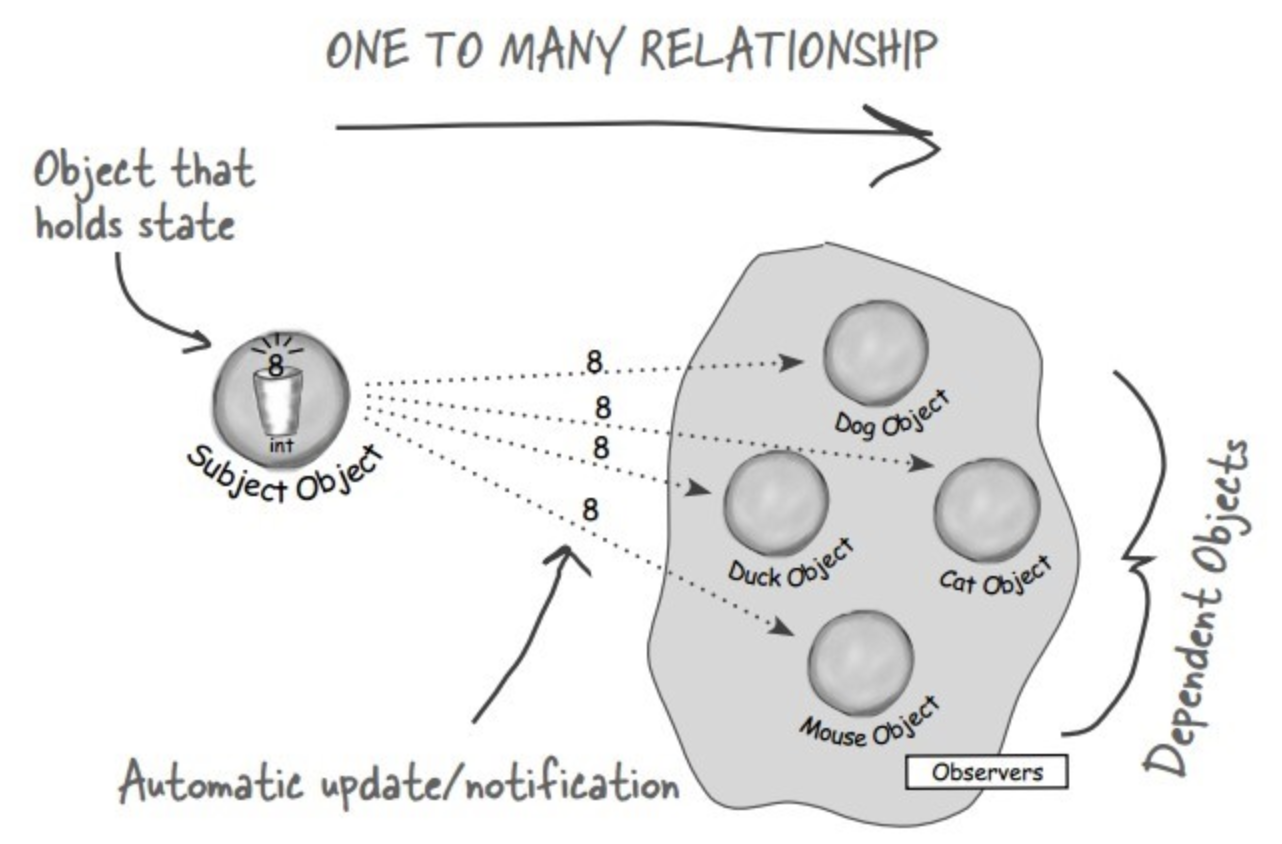 ONE TO MANY RELATIONSHIP
Object that
holds state
8
int
Subject Object
8
8
8
8
Dog Object
Duck Object
Cat Object
Mouse Object
Observers
Dependent Objects
Automatic update/notification